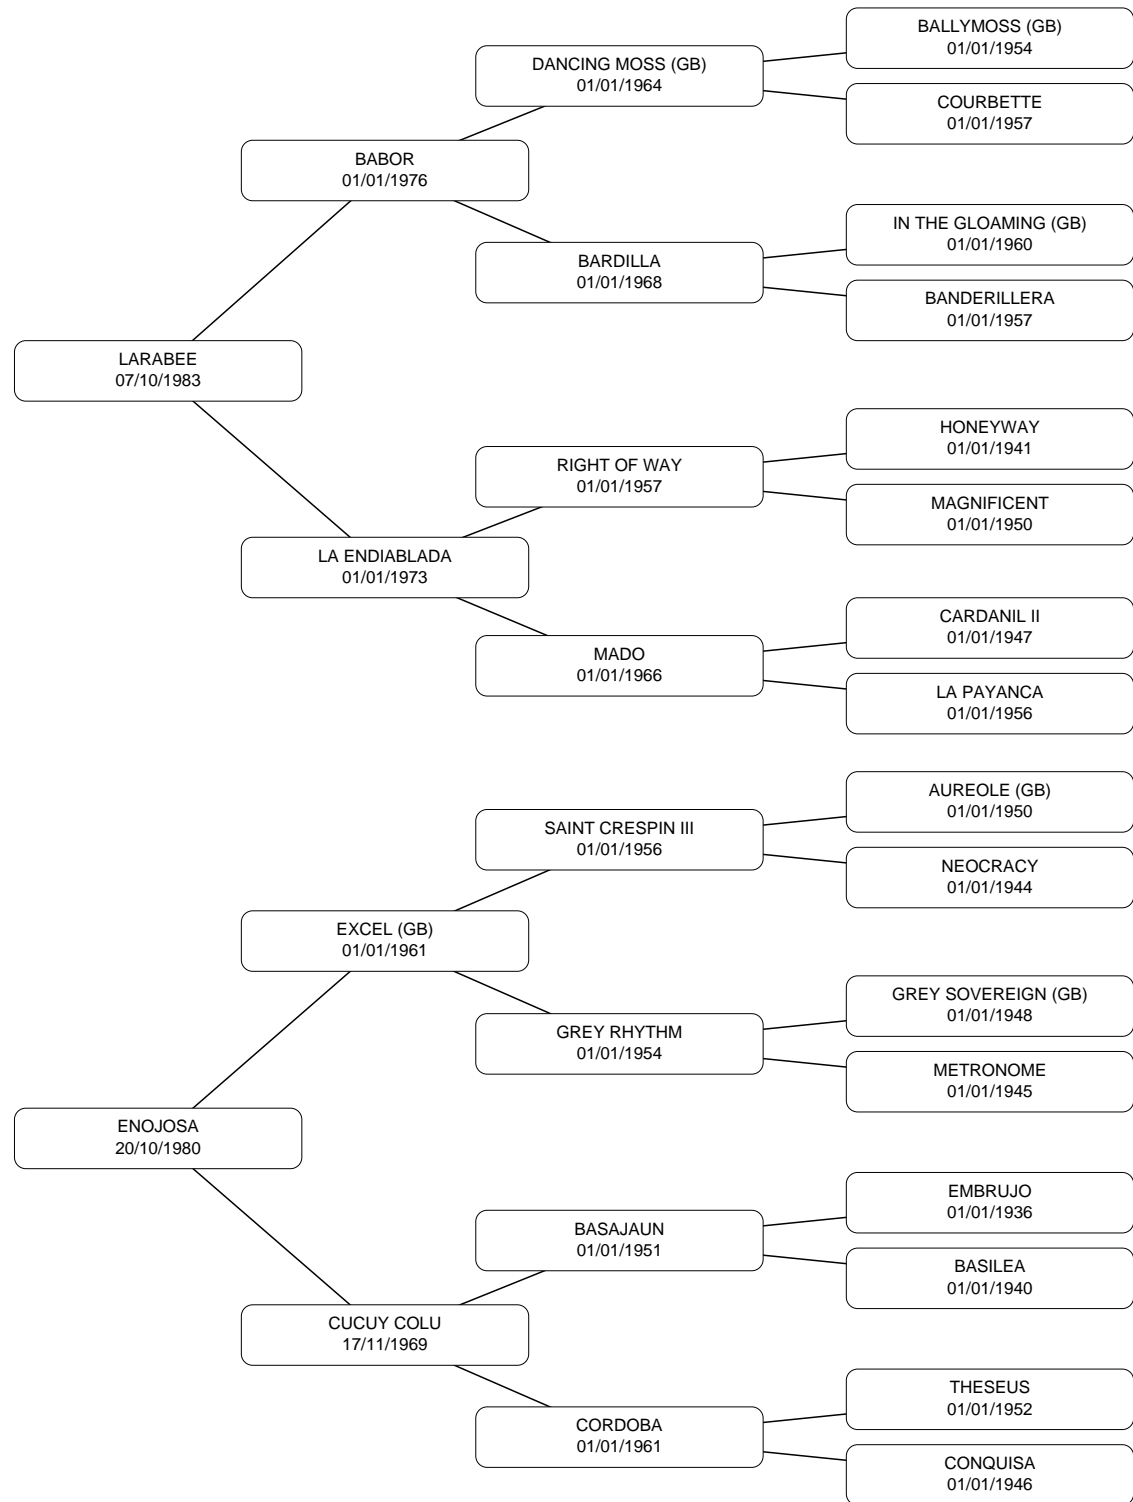 BALLYMOSS (GB)
01/01/1954
DANCING MOSS (GB)
01/01/1964
COURBETTE
01/01/1957
BABOR
01/01/1976
IN THE GLOAMING (GB)
01/01/1960
BARDILLA
01/01/1968
BANDERILLERA
01/01/1957
LARABEE
07/10/1983
HONEYWAY
01/01/1941
RIGHT OF WAY
01/01/1957
MAGNIFICENT
01/01/1950
LA ENDIABLADA
01/01/1973
CARDANIL II
01/01/1947
MADO
01/01/1966
LA PAYANCA
01/01/1956
AUREOLE (GB)
01/01/1950
SAINT CRESPIN III
01/01/1956
NEOCRACY
01/01/1944
EXCEL (GB)
01/01/1961
GREY SOVEREIGN (GB)
01/01/1948
GREY RHYTHM
01/01/1954
METRONOME
01/01/1945
ENOJOSA
20/10/1980
EMBRUJO
01/01/1936
BASAJAUN
01/01/1951
BASILEA
01/01/1940
CUCUY COLU
17/11/1969
THESEUS
01/01/1952
CORDOBA
01/01/1961
CONQUISA
01/01/1946